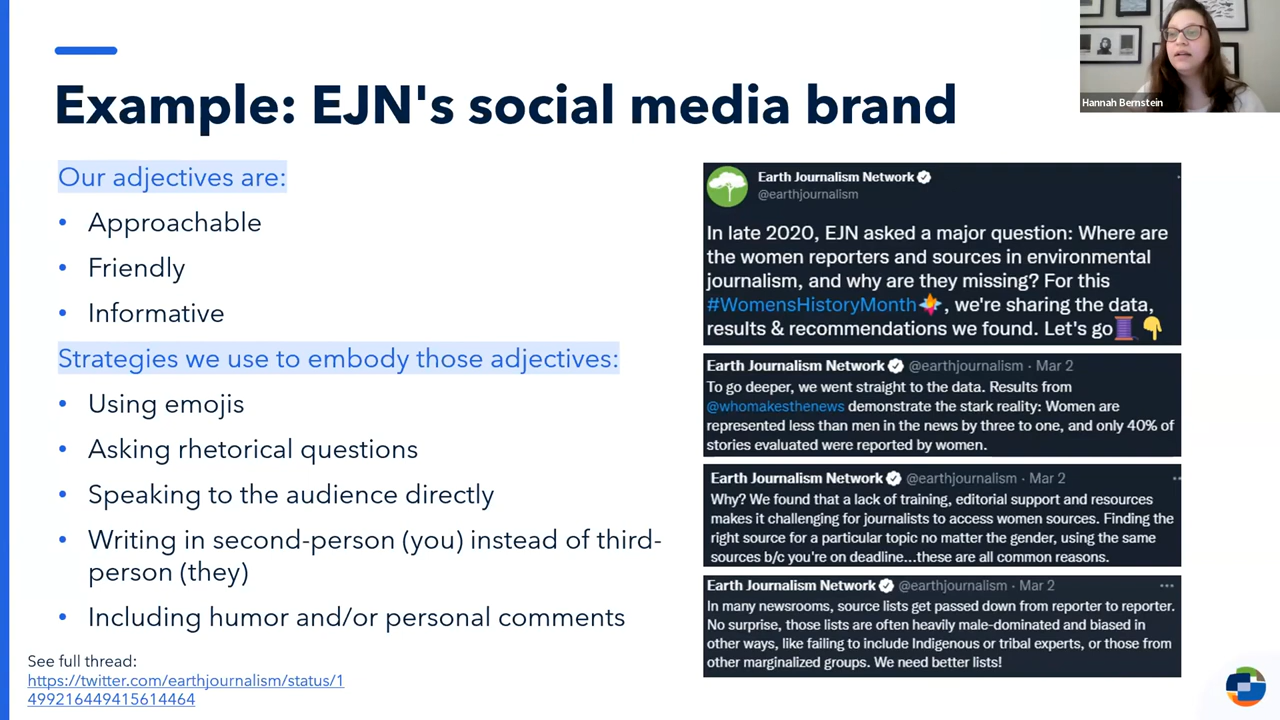 Example: EJN's social media brand
Hannah Bernstein
Our adjectives are:
• Approachable
• Friendly
• Informative
Strategies we use to embody those adjectives:
• Using emojis
• Asking rhetorical questions
• Speaking to the audience directly
• Writing in second-person (you) instead of third-
person (they)
• Including humor and/or personal comments
See full thread:
https://twitter.com/earthjournalism/status/1
499216449415614464
Earth Journalism Network
@earthjournalism
In late 2020, EJN asked a major question: Where are
the women reporters and sources in environmental
journalism, and why are they missing? For this
#WomensHistoryMonth, we're sharing the data,
results & recommendations we found. Let's go🧵👇
Earth Journalism Network @earthjournalism · Mar 2
To go deeper, we went straight to the data. Results from
@whomakesthenews demonstrate the stark reality: Women are
represented less than men in the news by three to one, and only 40% of
stories evaluated were reported by women.
Earth Journalism Network @earthjournalism · Mar 2
Why? We found that a lack of training, editorial support and resources
makes it challenging for journalists to access women sources. Finding the
right source for a particular topic no matter the gender, using the same
sources b/c you're on deadline...these are all common reasons.
Earth Journalism Network @earthjournalism · Mar 2
In many newsrooms, source lists get passed down from reporter to reporter.
No surprise, those lists are often heavily male-dominated and biased in
other ways, like failing to include Indigenous or tribal experts, or those from
other marginalized groups. We need better lists!